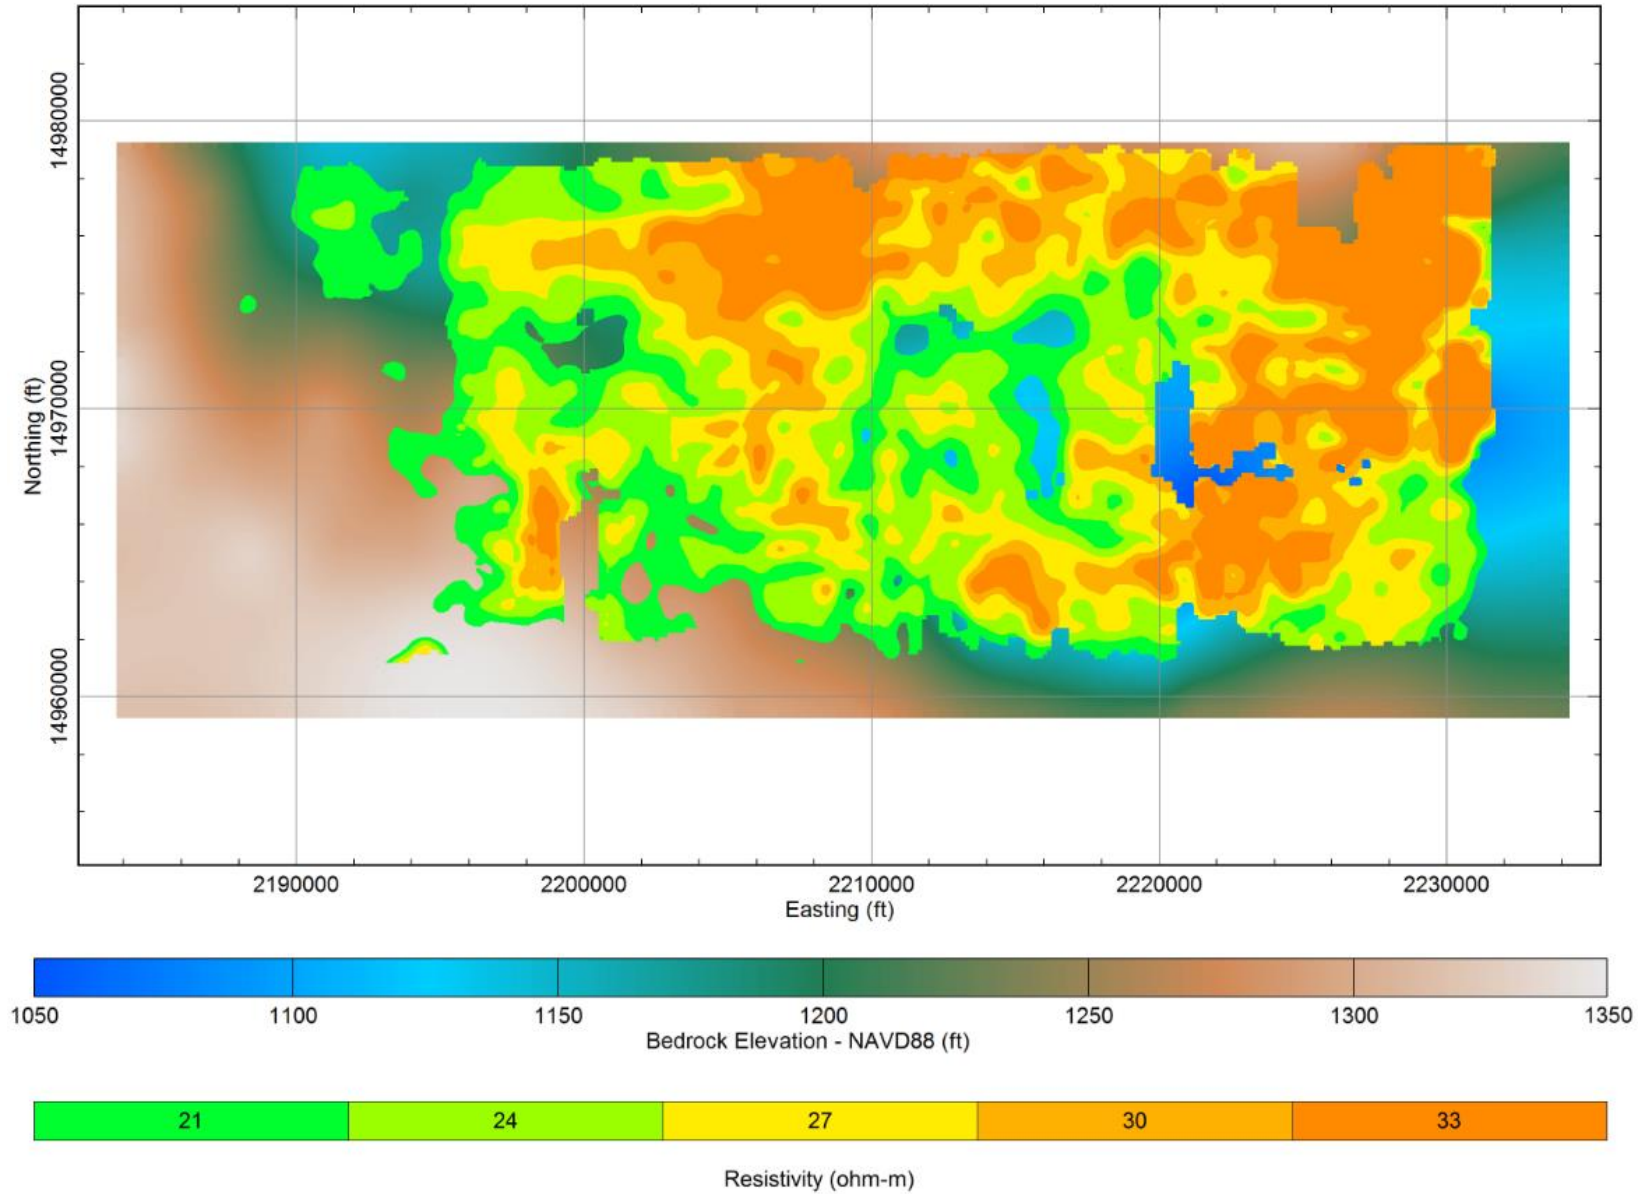 14980000
14970000
14960000
Northing (ft)
2190000 2200000 2210000 2220000 2230000
Easting (ft)
1050 1100 1150 1200 1250 1300 1350
Bedrock Elevation - NAVD88 (ft)
21 24 27 30 33
Resistivity (ohm-m)